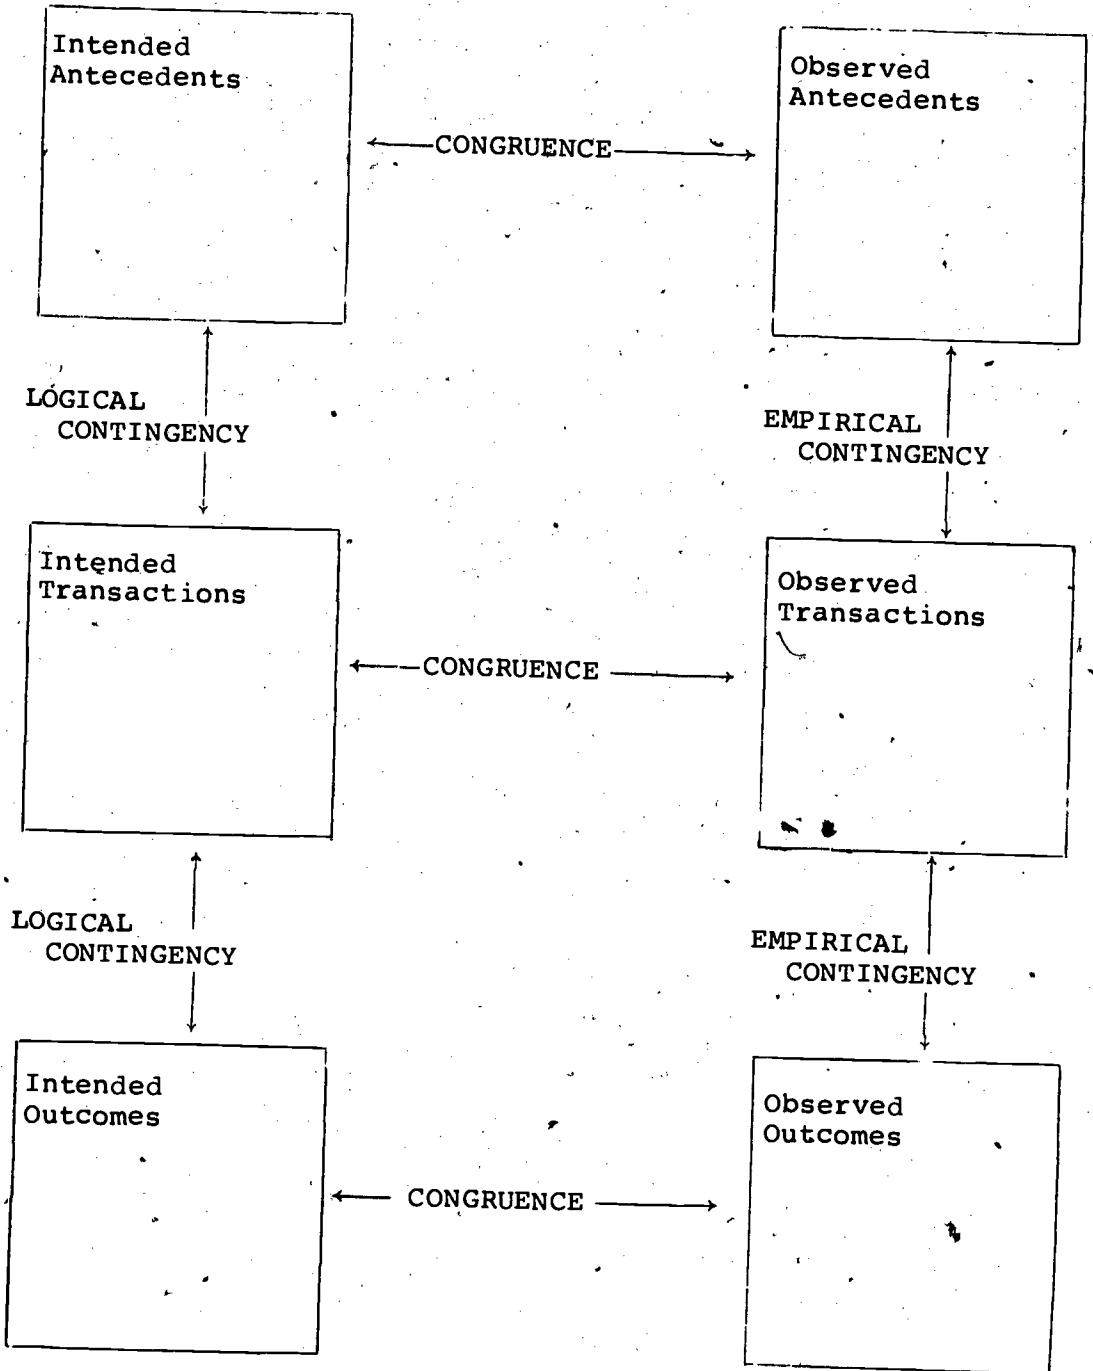 Intended
Antecedents
Observed
Antecedents
CONGRUENCE
LOGICAL
CONTINGENCY
EMPIRICAL
CONTINGENCY
Intended
Transactions
Observed
Transactions
CONGRUENCE
LOGICAL
CONTINGENCY
EMPIRICAL
CONTINGENCY
Intended
Outcomes
Observed
Outcomes
CONGRUENCE